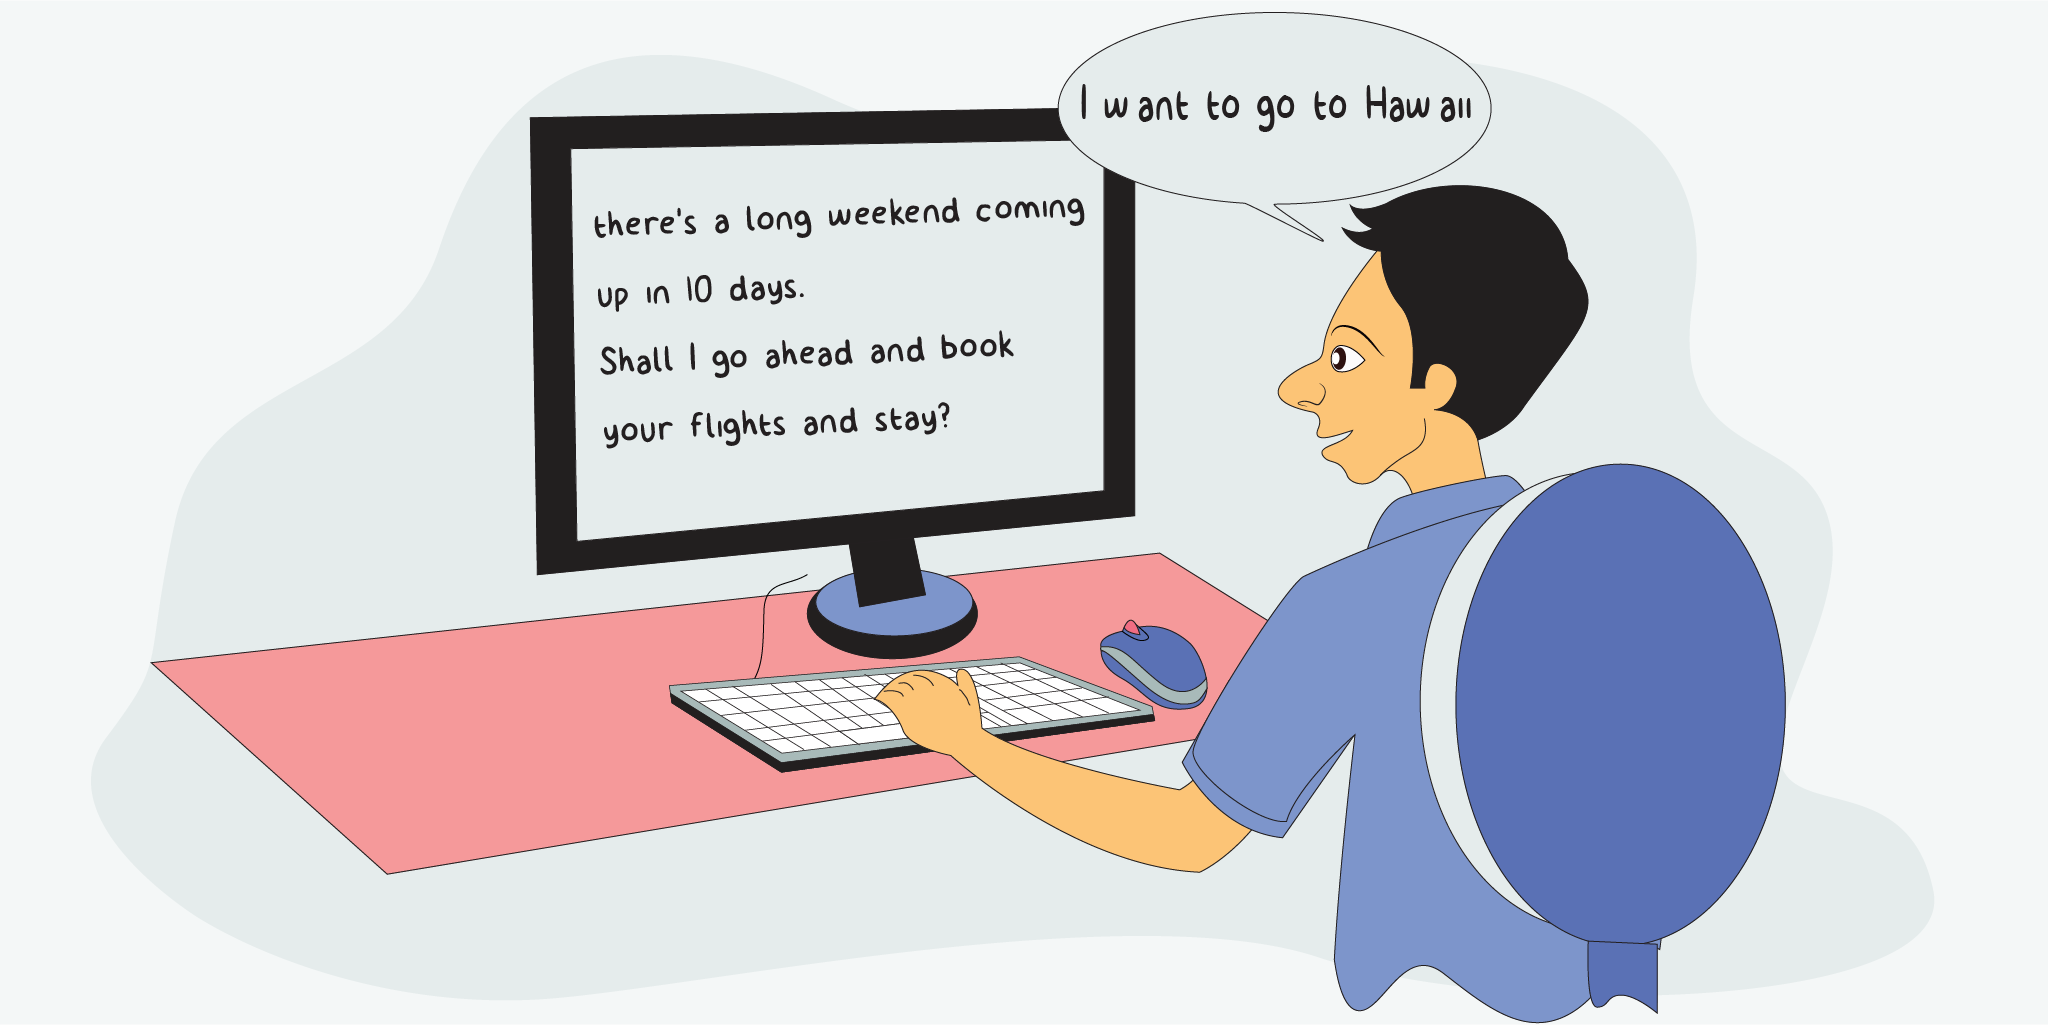 I want to go to Hawaii
there's a long weekend coming
up in 10 days.
Shall I go ahead and book
your flights and stay?